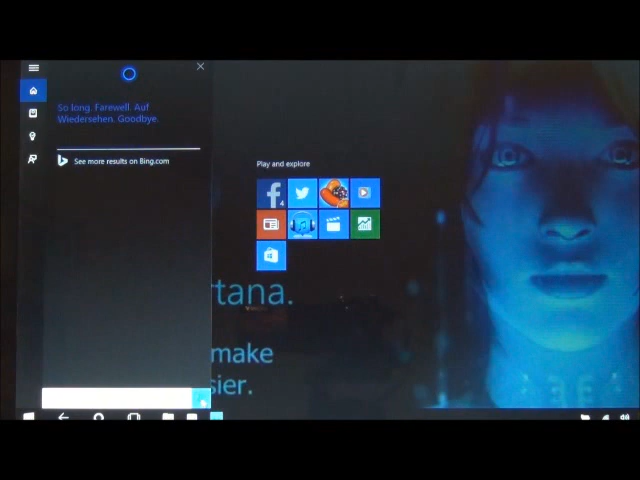 So long. Farewell. Auf
Wiedersehen. Goodbye.
See more results on Bing.com
Play and explore
4
rtana.
make
sier.